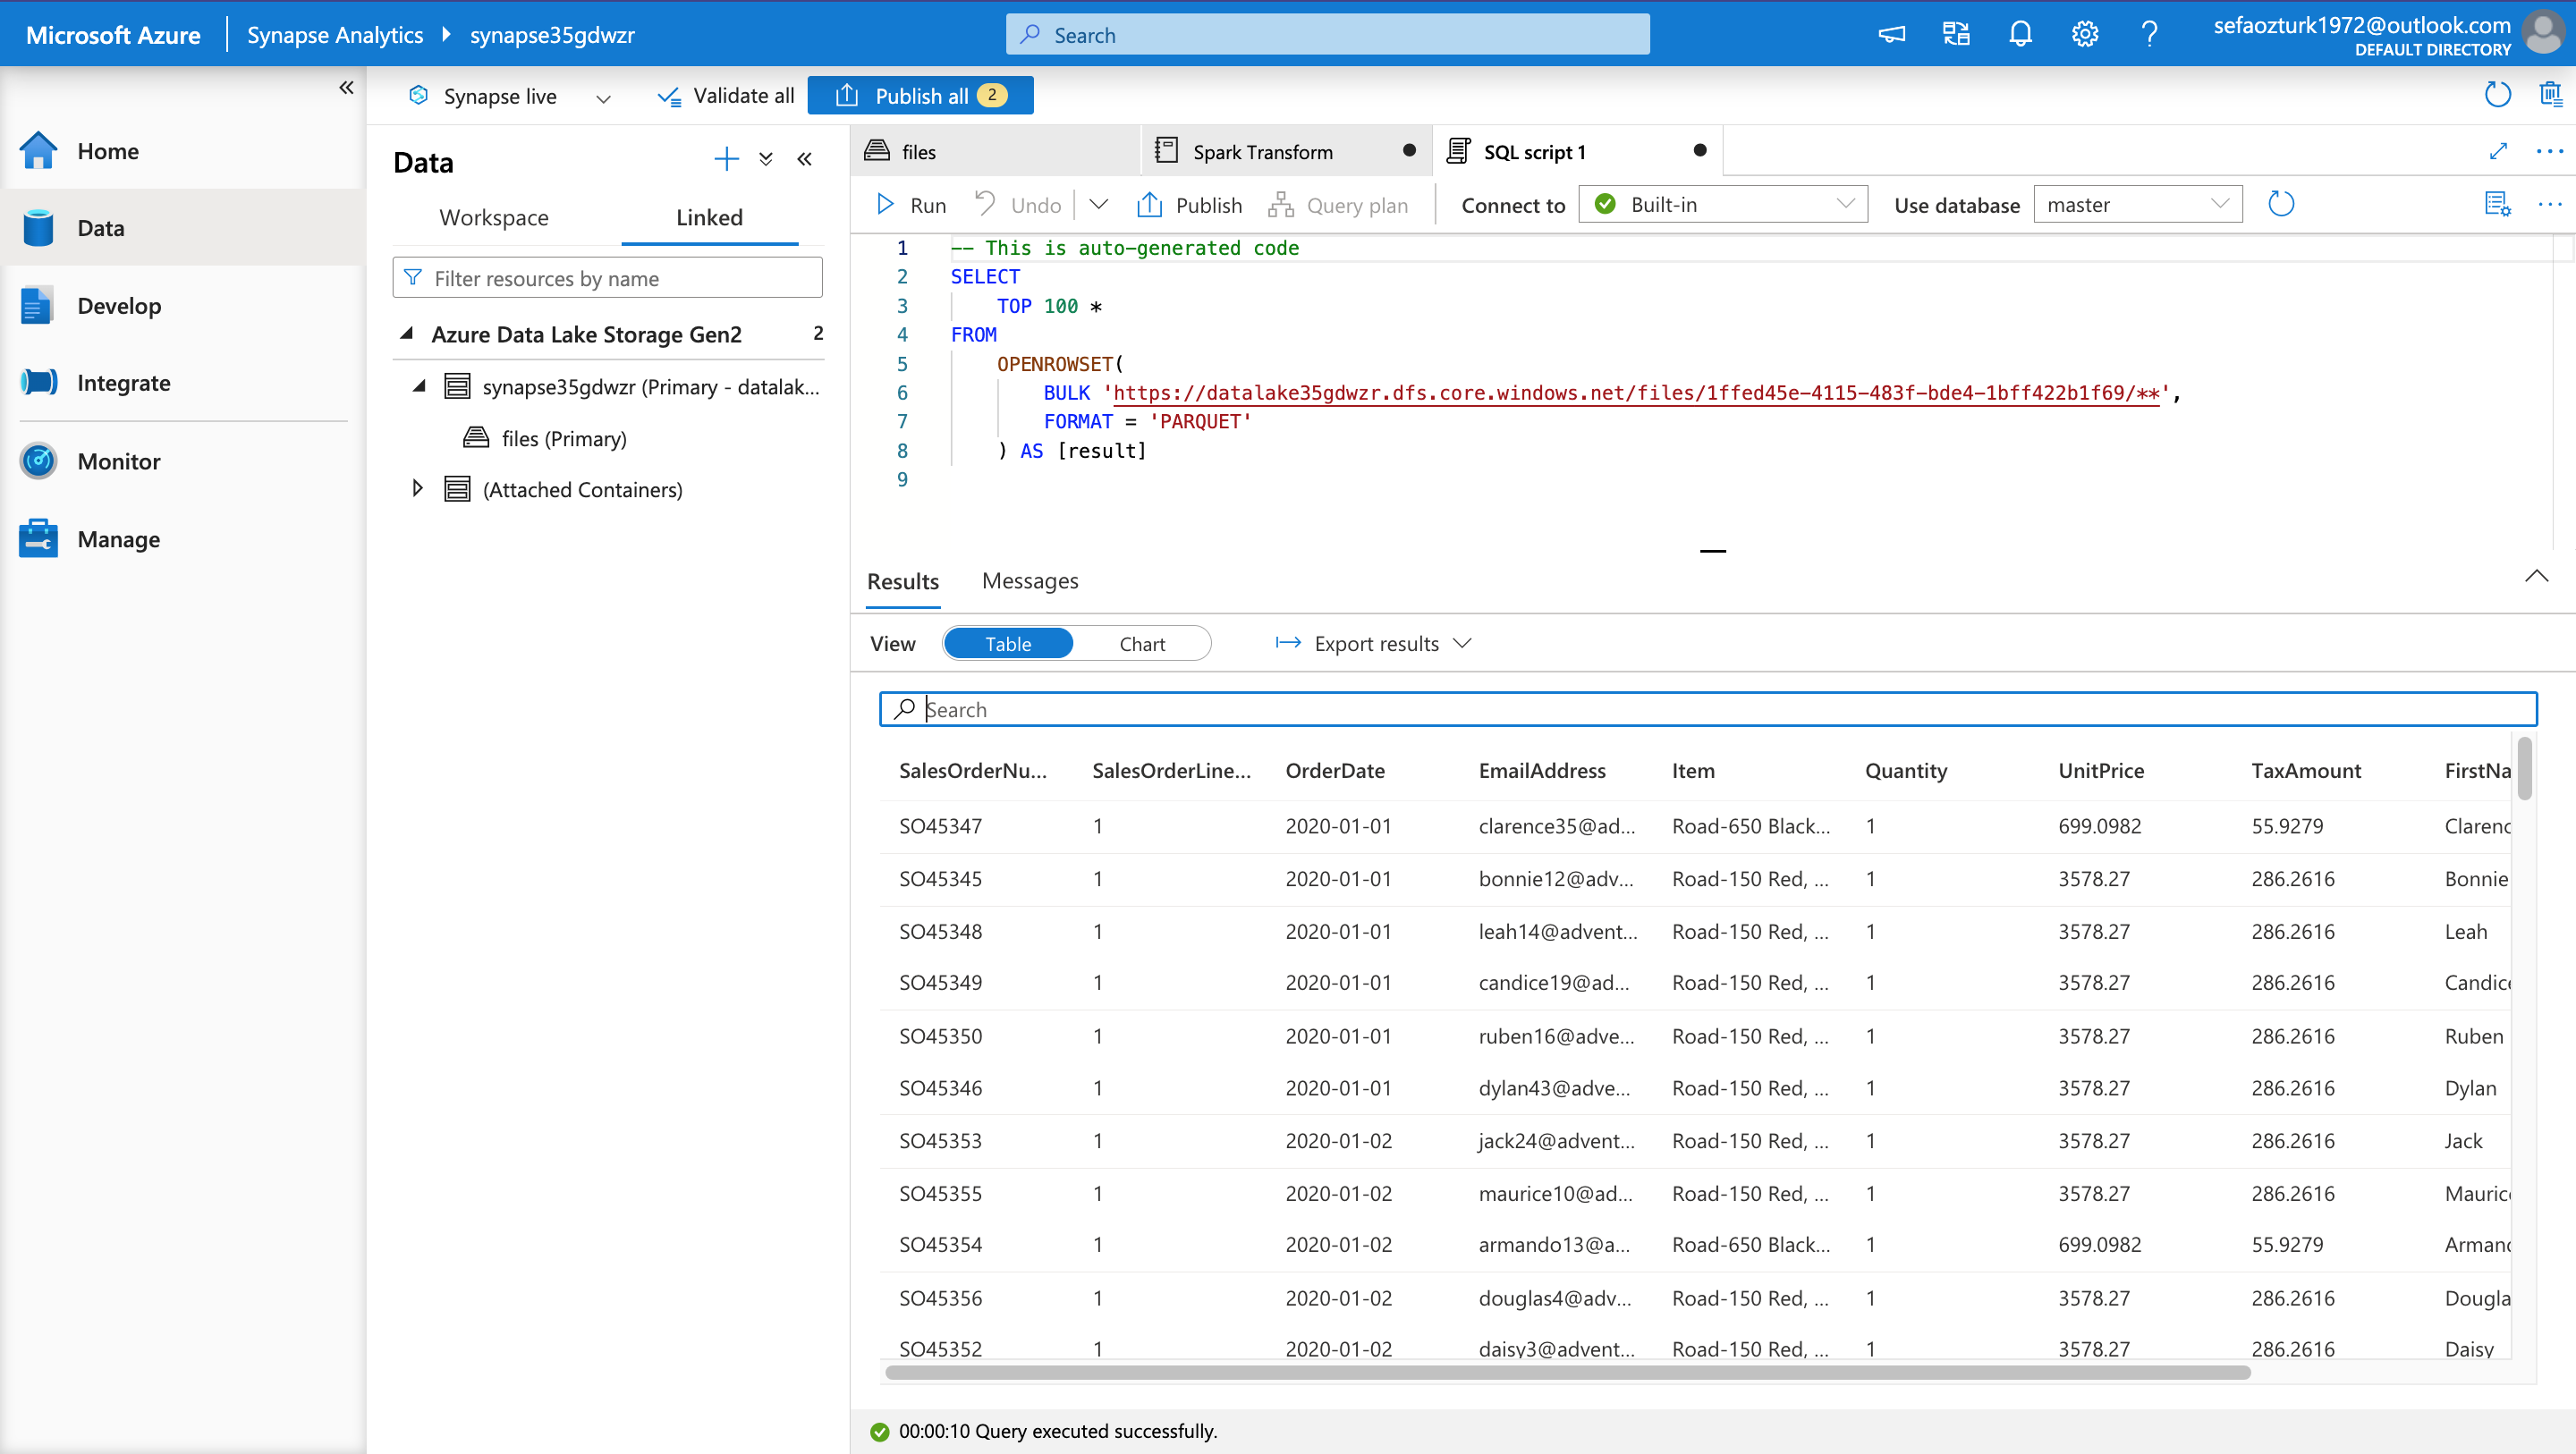 Microsoft Azure Synapse Analytics synapse35gdwzr Search sefaozturk1972@outlook.com
DEFAULT DIRECTORY
Synapse live Validate all Publish all 2
Home
Data
Develop
Integrate
Monitor
Manage
Data
Workspace Linked
Filter resources by name
Azure Data Lake Storage Gen2 2
synapse35gdwzr (Primary - datalak...
files (Primary)
(Attached Containers)
files Spark Transform SQL script 1
Run Undo Publish Query plan Connect to Built-in Use database master
1 -- This is auto-generated code
2 SELECT
3 TOP 100 *
4 FROM
5 OPENROWSET(
6 BULK 'https://datalake35gdwzr.dfs.core.windows.net/files/1ffed45e-4115-483f-bde4-1bff422b1f69/**',
7 FORMAT = 'PARQUET'
8 ) AS [result]
9
Results Messages
View Table Chart Export results
Search
SalesOrderNu... SalesOrderLine... OrderDate EmailAddress Item Quantity UnitPrice TaxAmount FirstNa
SO45347 1 2020-01-01 clarence35@ad... Road-650 Black... 1 699.0982 55.9279 Clarenc
SO45345 1 2020-01-01 bonnie12@adv... Road-150 Red, ... 1 3578.27 286.2616 Bonnie
SO45348 1 2020-01-01 leah14@advent... Road-150 Red, ... 1 3578.27 286.2616 Leah
SO45349 1 2020-01-01 candice19@ad... Road-150 Red, ... 1 3578.27 286.2616 Candice
SO45350 1 2020-01-01 ruben16@adve... Road-150 Red, ... 1 3578.27 286.2616 Ruben
SO45346 1 2020-01-01 dylan43@adve... Road-150 Red, ... 1 3578.27 286.2616 Dylan
SO45353 1 2020-01-02 jack24@advent... Road-150 Red, ... 1 3578.27 286.2616 Jack
SO45355 1 2020-01-02 maurice10@ad... Road-150 Red, ... 1 3578.27 286.2616 Maurice
SO45354 1 2020-01-02 armando13@a... Road-650 Black... 1 699.0982 55.9279 Armand
SO45356 1 2020-01-02 douglas4@adv... Road-150 Red, ... 1 3578.27 286.2616 Dougla
SO45352 1 2020-01-02 daisy3@advent... Road-150 Red, ... 1 3578.27 286.2616 Daisy
00:00:10 Query executed successfully.